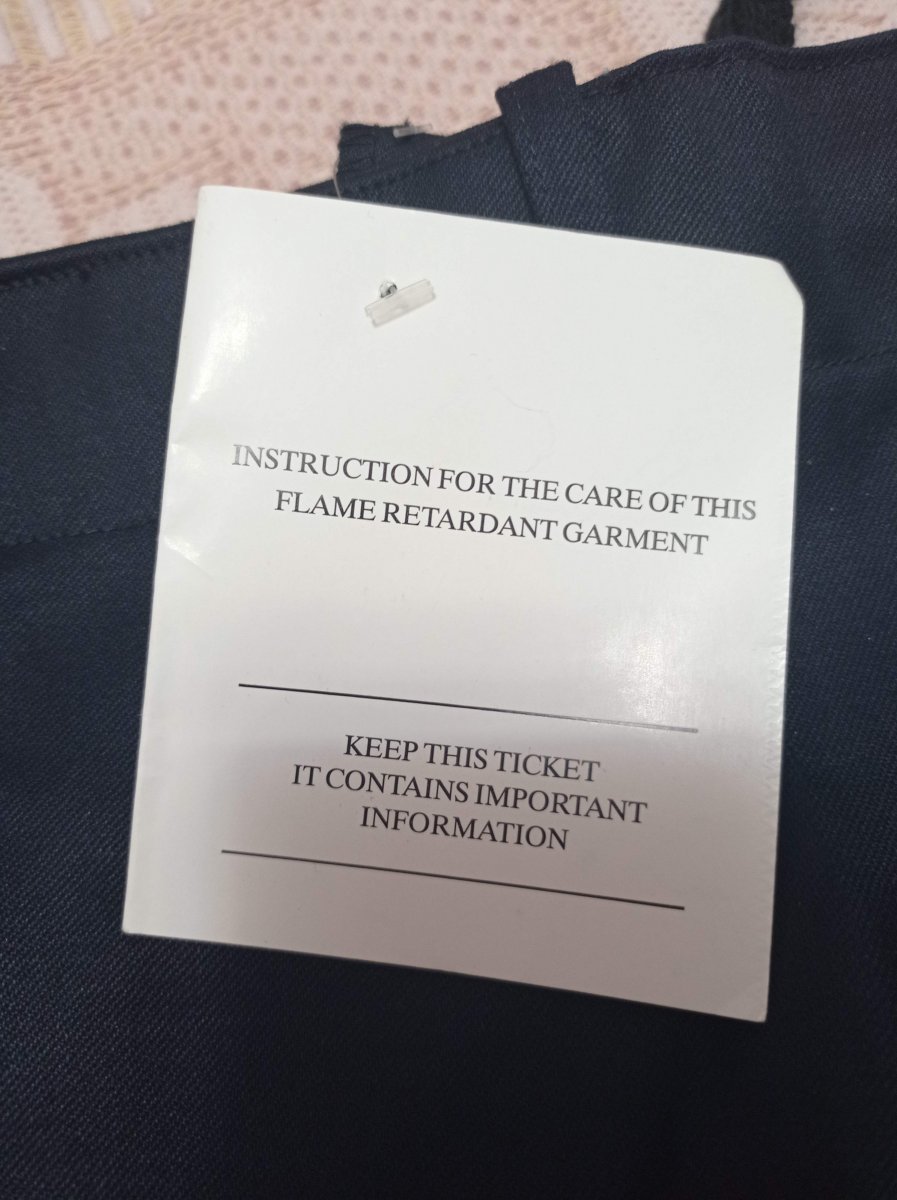 INSTRUCTION FOR THE CARE OF THIS
FLAME RETARDANT GARMENT
KEEP THIS TICKET
IT CONTAINS IMPORTANT
INFORMATION